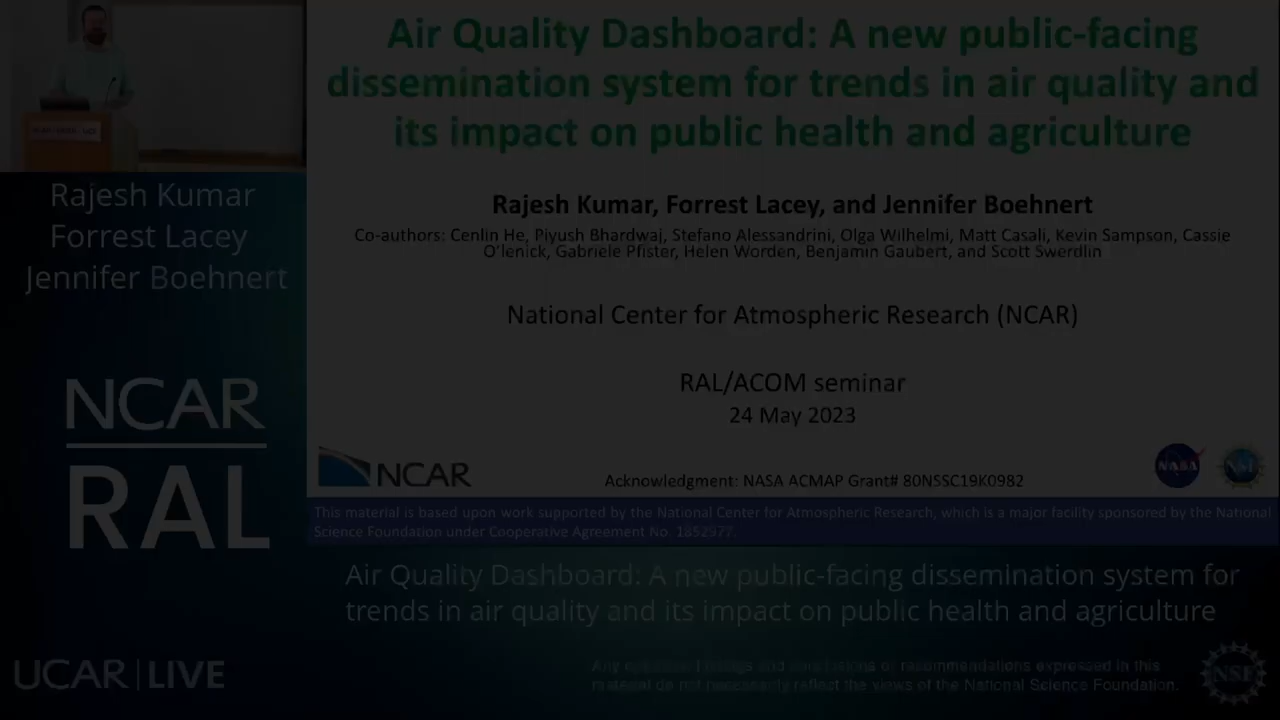 Air Quality Dashboard: A new public-facing
dissemination system for trends in air quality and
its impact on public health and agriculture
Rajesh Kumar, Forrest Lacey, and Jennifer Boehnert
Co-authors: Cenlin He, Piyush Bhardwaj, Stefano Alessandrini, Olga Wilhelmi, Matt Casali, Kevin Sampson, Cassie
O'lenick, Gabriele Pfister, Helen Worden, Benjamin Gaubert, and Scott Swerdlin
National Center for Atmospheric Research (NCAR)
RAL/ACOM seminar
24 May 2023
NCAR
Acknowledgment: NASA ACMAP Grant# 80NSSC19K0982
NASA
NSF
This material is based upon work supported by the National Center for Atmospheric Research, which is a major facility sponsored by the National
Science Foundation under Cooperative Agreement No. 1852977.
Rajesh Kumar
Forrest Lacey
Jennifer Boehnert
NCAR
RAL
Air Quality Dashboard: A new public-facing dissemination system for
trends in air quality and its impact on public health and agriculture
UCAR | LIVE
Any opinions, findings and conclusions or recommendations expressed in this
material do not necessarily reflect the views of the National Science Foundation.
NSF